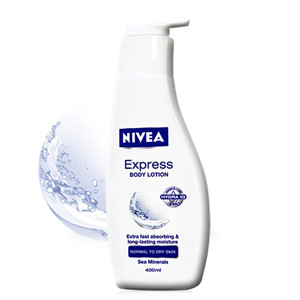 NIVEA
Express
BODY LOTION
HYDRA IQ
Extra fast absorbing &
long-lasting moisture
NORMAL TO DRY SKIN
Sea Minerals
400ml